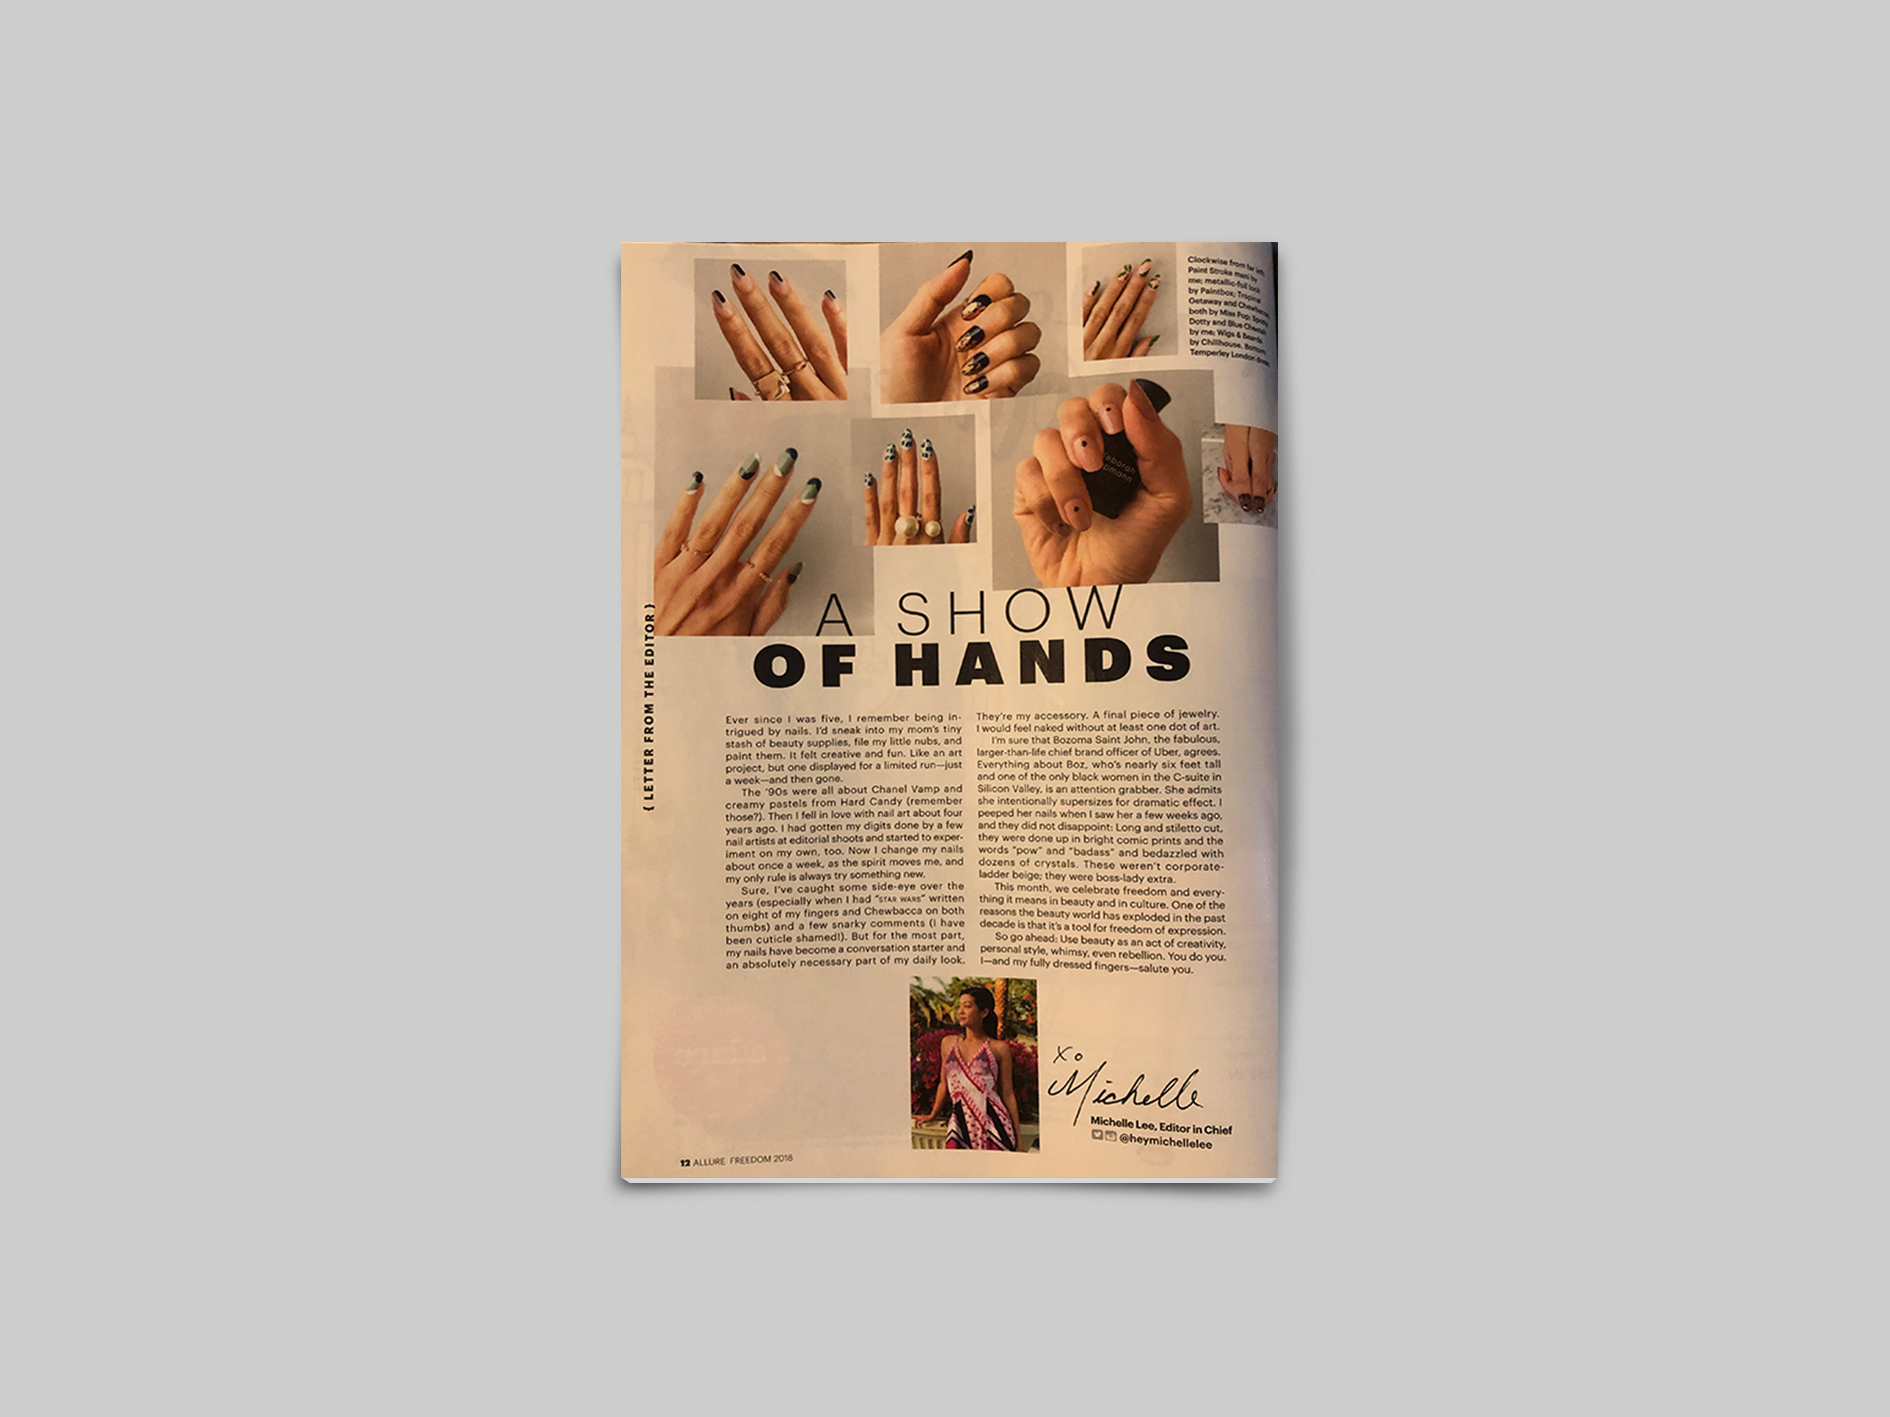 Clockwise from far left:
Paint Stroke mani by
me; metallic-foil look
by Paintbox; Tropical
Getaway and Chewbacca,
both by Miss Pop; Spotty
Dotty and Blue Cheetah
by me; Wigs & Beards
by Chillhouse. Bottom:
Temperley London dress.
eborah
ppmann
{ LETTER FROM THE EDITOR }
A SHOW
OF HANDS
Ever since I was five, I remember being in-
trigued by nails. I'd sneak into my mom's tiny
stash of beauty supplies, file my little nubs, and
paint them. It felt creative and fun. Like an art
project, but one displayed for a limited run—just
a week—and then gone.
The '90s were all about Chanel Vamp and
creamy pastels from Hard Candy (remember
those?). Then I fell in love with nail art about four
years ago. I had gotten my digits done by a few
nail artists at editorial shoots and started to exper-
iment on my own, too. Now I change my nails
about once a week, as the spirit moves me, and
my only rule is always try something new.
Sure, I've caught some side-eye over the
years (especially when I had "STAR WARS" written
on eight of my fingers and Chewbacca on both
thumbs) and a few snarky comments (I have
been cuticle shamed!). But for the most part,
my nails have become a conversation starter and
an absolutely necessary part of my daily look.
They're my accessory. A final piece of jewelry.
I would feel naked without at least one dot of art.
I'm sure that Bozoma Saint John, the fabulous,
larger-than-life chief brand officer of Uber, agrees.
Everything about Boz, who's nearly six feet tall
and one of the only black women in the C-suite in
Silicon Valley, is an attention grabber. She admits
she intentionally supersizes for dramatic effect. I
peeped her nails when I saw her a few weeks ago,
and they did not disappoint: Long and stiletto cut,
they were done up in bright comic prints and the
words "pow" and "badass" and bedazzled with
dozens of crystals. These weren't corporate-
ladder beige; they were boss-lady extra.
This month, we celebrate freedom and every-
thing it means in beauty and in culture. One of the
reasons the beauty world has exploded in the past
decade is that it's a tool for freedom of expression.
So go ahead: Use beauty as an act of creativity,
personal style, whimsy, even rebellion. You do you.
I—and my fully dressed fingers—salute you.
xo
Michelle
Michelle Lee, Editor in Chief
@heymichellelee
12 ALLURE FREEDOM 2018